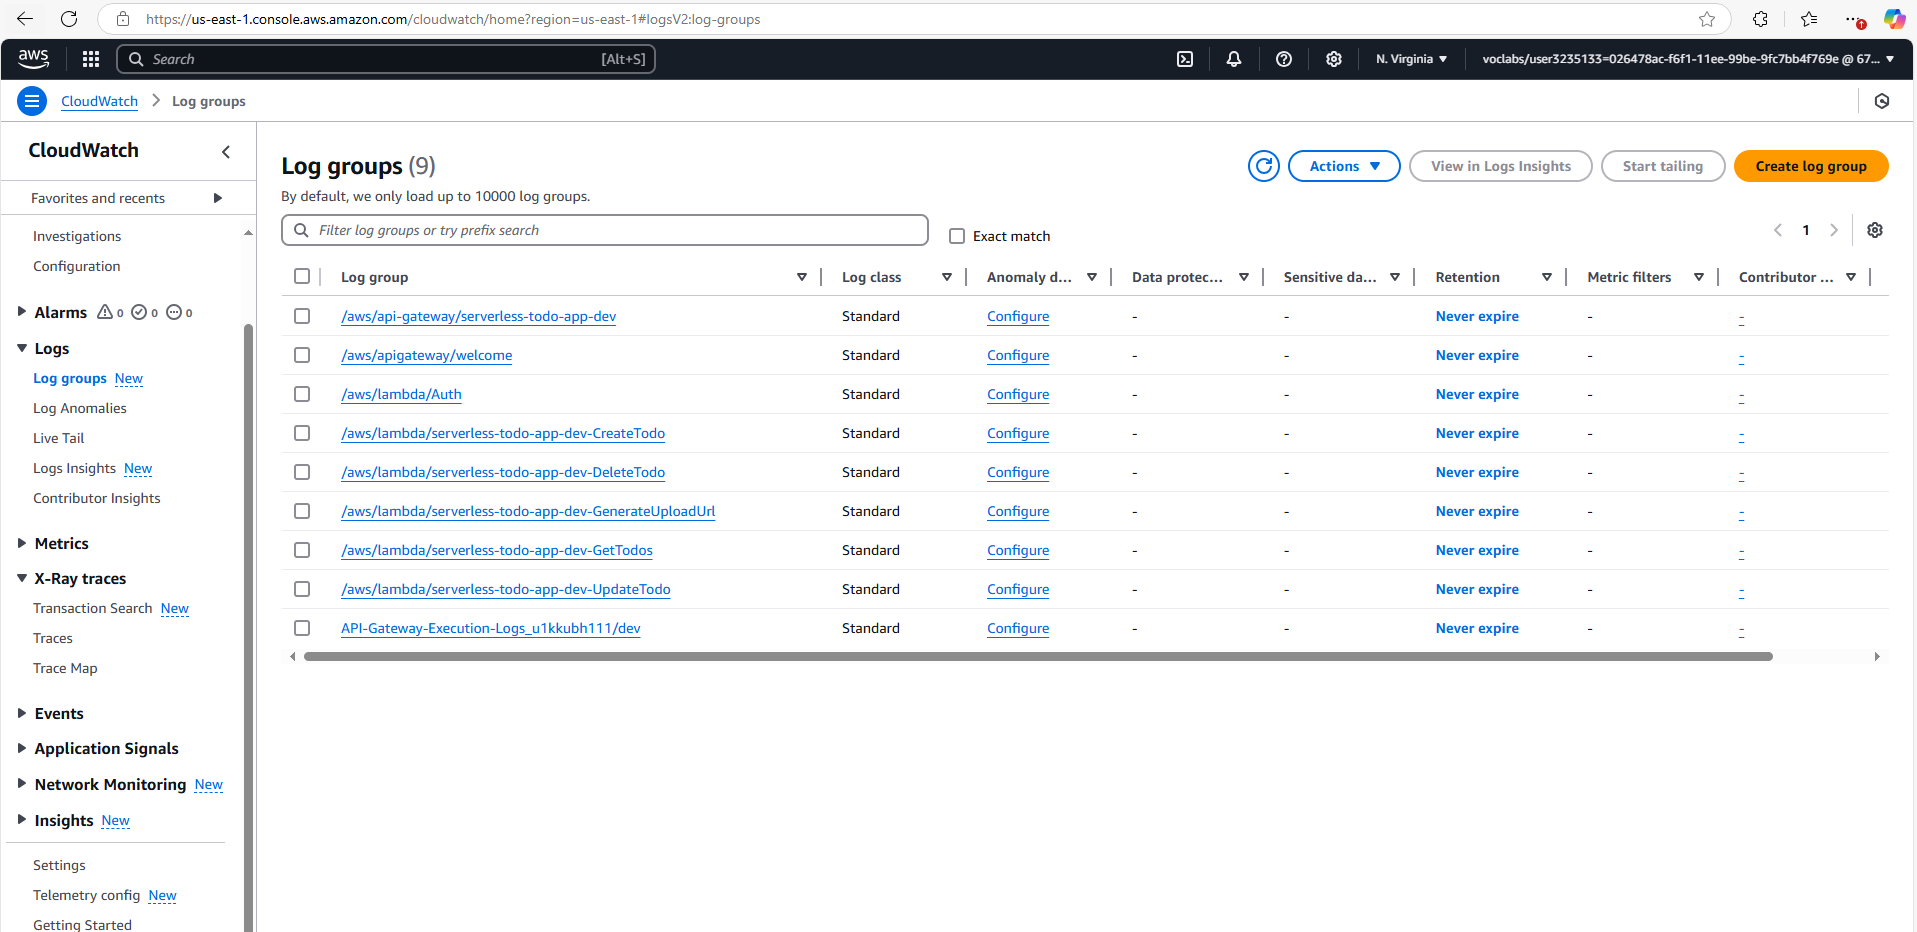 https://us-east-1.console.aws.amazon.com/cloudwatch/home?region=us-east-1#logsV2:log-groups
aws Search [Alt+S] N. Virginia voclabs/user3235133=026478ac-f6f1-11ee-99be-9fc7bb4f769e @ 67...
CloudWatch Log groups
CloudWatch
Favorites and recents
Investigations
Configuration
Alarms 0 0 0
Logs
Log groups New
Log Anomalies
Live Tail
Logs Insights New
Contributor Insights
Metrics
X-Ray traces
Transaction Search New
Traces
Trace Map
Events
Application Signals
Network Monitoring New
Insights New
Settings
Telemetry config New
Getting Started
Log groups (9)
Actions View in Logs Insights Start tailing Create log group
By default, we only load up to 10000 log groups.
Filter log groups or try prefix search Exact match 1
Log group Log class Anomaly d... Data protec... Sensitive da... Retention Metric filters Contributor ...
/aws/api-gateway/serverless-todo-app-dev Standard Configure - - Never expire - -
/aws/apigateway/welcome Standard Configure - - Never expire - -
/aws/lambda/Auth Standard Configure - - Never expire - -
/aws/lambda/serverless-todo-app-dev-CreateTodo Standard Configure - - Never expire - -
/aws/lambda/serverless-todo-app-dev-DeleteTodo Standard Configure - - Never expire - -
/aws/lambda/serverless-todo-app-dev-GenerateUploadUrl Standard Configure - - Never expire - -
/aws/lambda/serverless-todo-app-dev-GetTodos Standard Configure - - Never expire - -
/aws/lambda/serverless-todo-app-dev-UpdateTodo Standard Configure - - Never expire - -
API-Gateway-Execution-Logs_u1kkubh111/dev Standard Configure - - Never expire - -